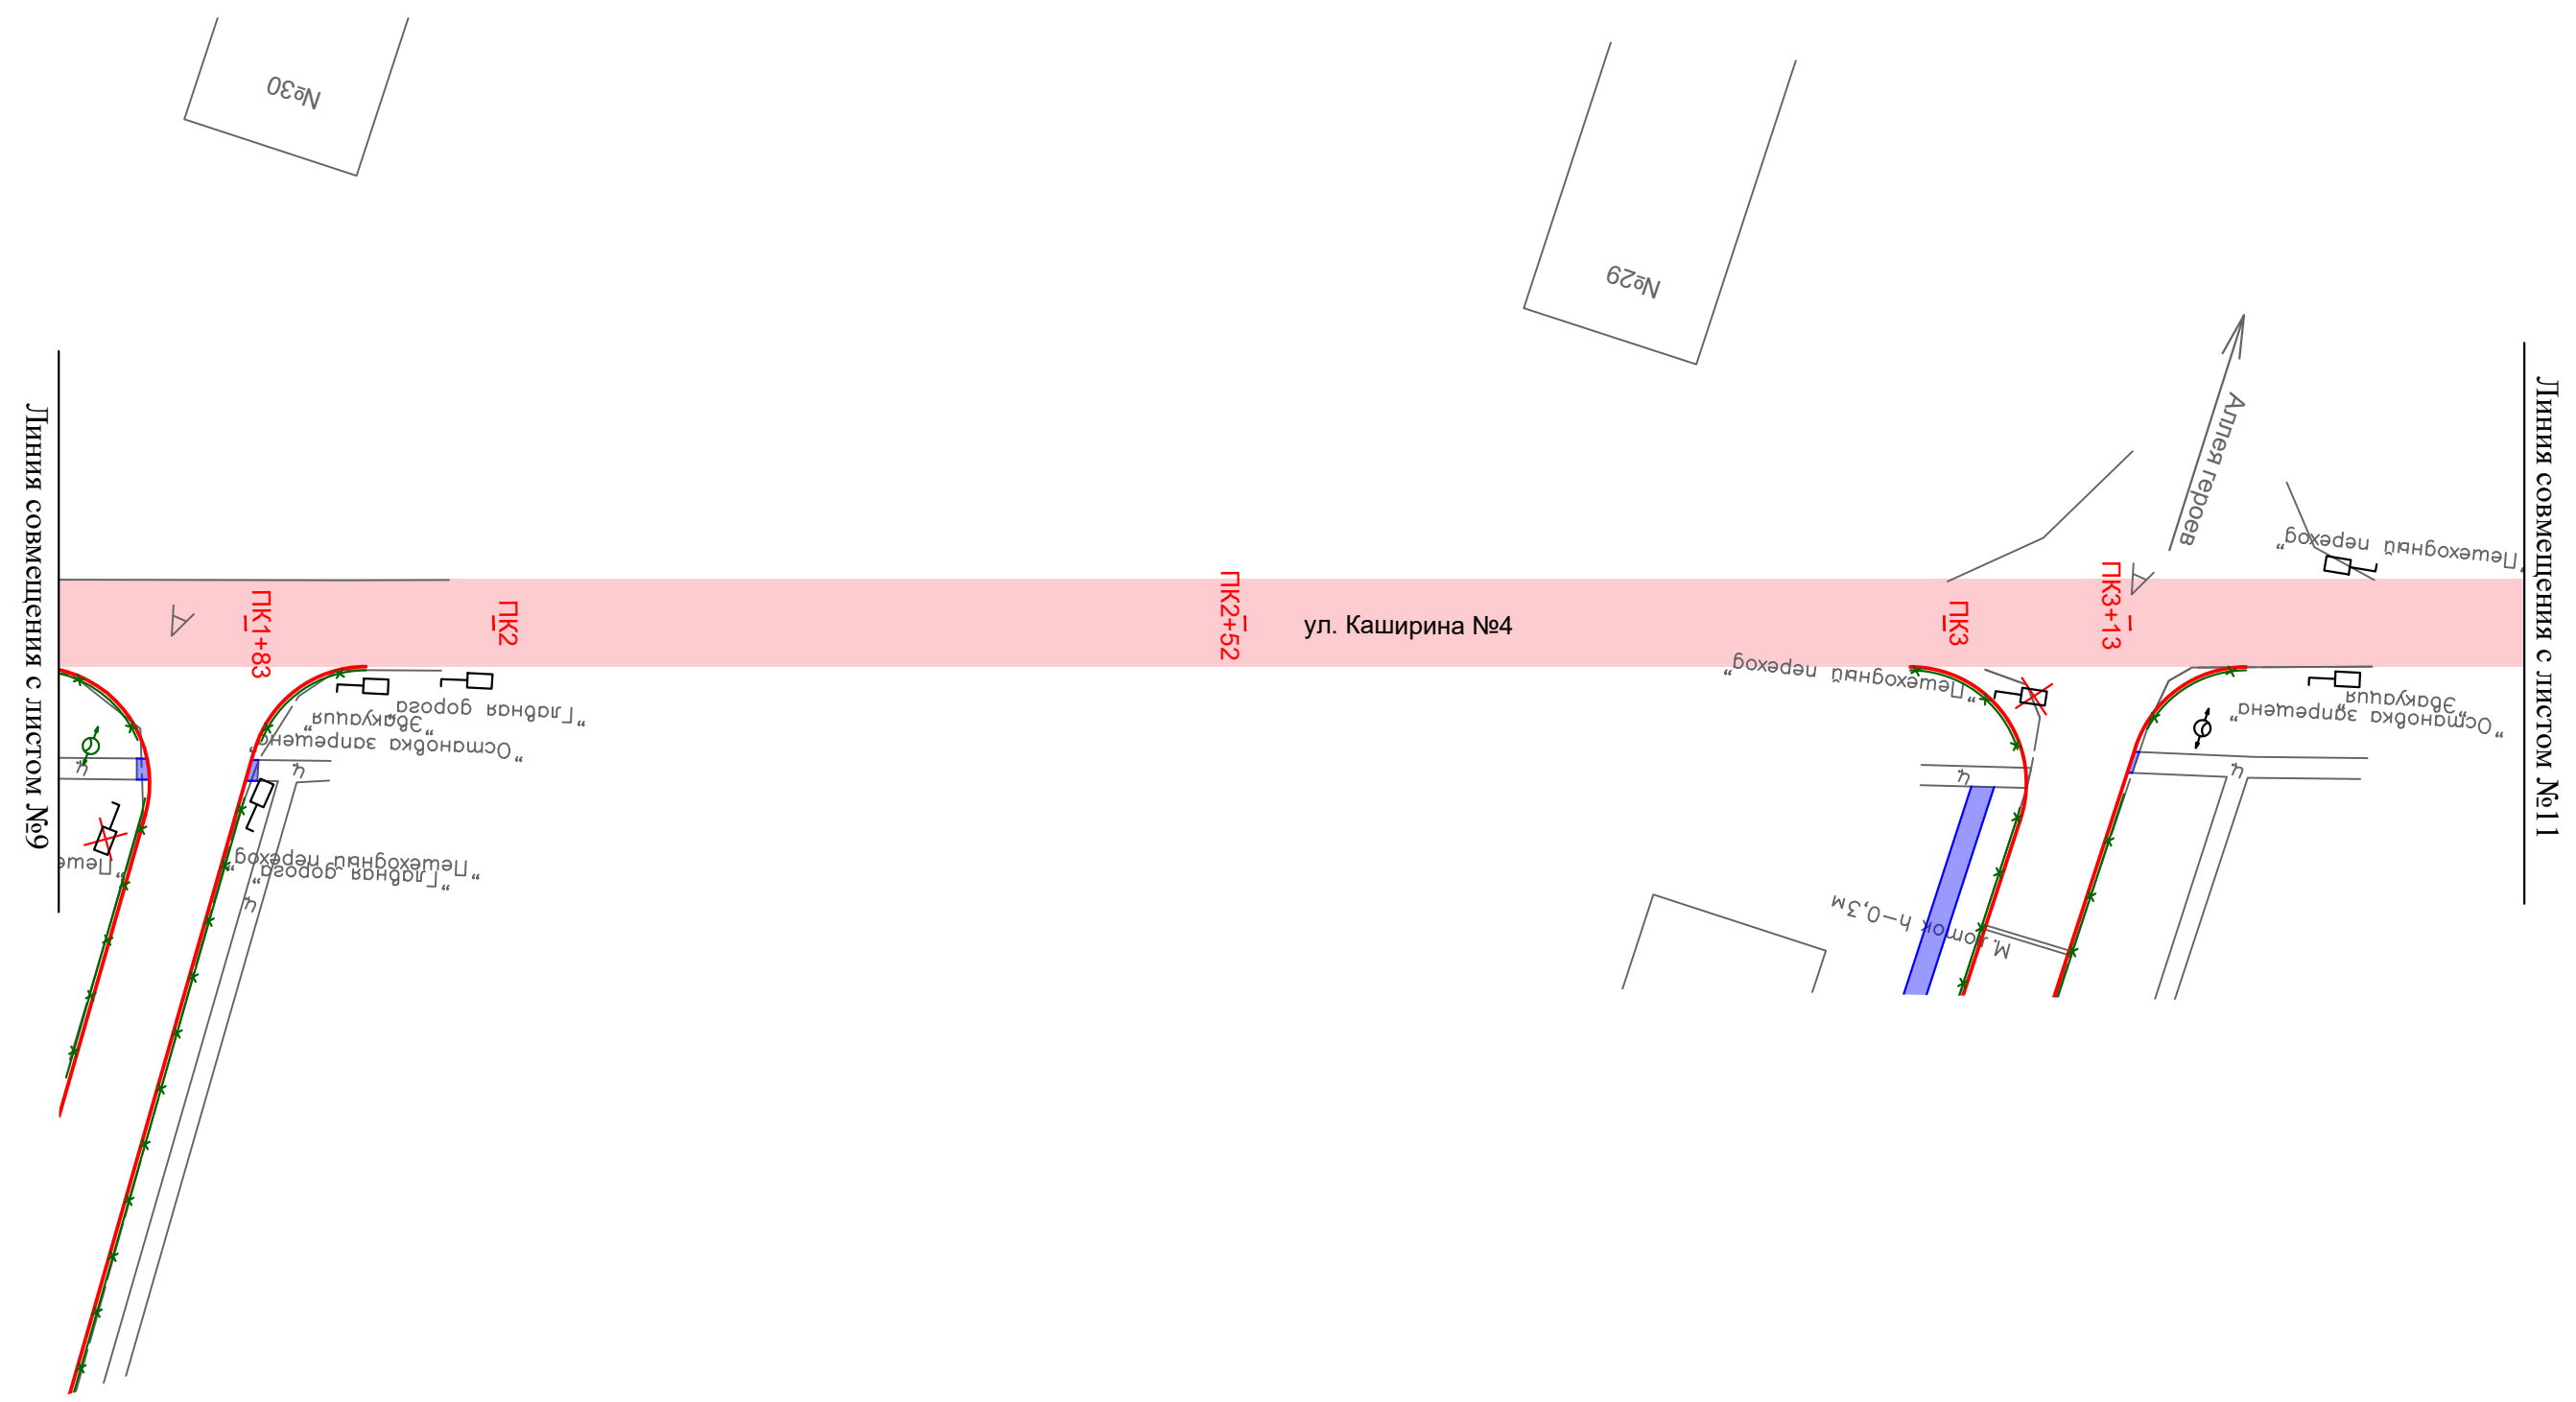 №30
№29
Линия совмещения с листом №9
Линия совмещения с листом №11
Аллея героев
"Пешеходный переход"
А
ПК1+83
ПК2
ПК2+52
ул. Каширина №4
ПК3
ПК3+13
А
"Главная дорога"
"Эвакуация"
"Остановка запрещена"
"Пешеходный переход"
"Эвакуация"
"Остановка запрещена"
ц
ц
ц
ц
"Пеше
"Пешеходный переход"
"Главная дорога"
ц
М. лоток h-0,3м